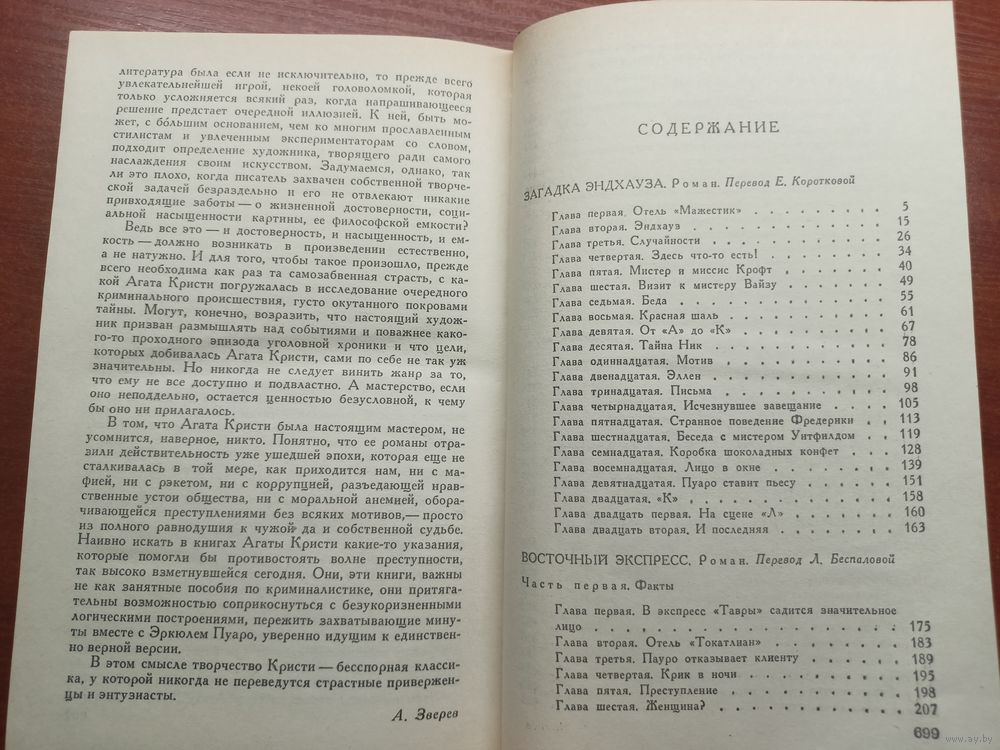 литература была если не исключительно, то прежде всего
увлекательнейшей игрой, некоей головоломкой, которая
только усложняется всякий раз, когда напрашивающееся
решение предстает очередной иллюзией. К ней, быть мо-
жет, с бо́льшим основанием, чем ко многим прославленным
стилистам и увлеченным экспериментаторам со словом,
подходит определение художника, творящего ради самого
наслаждения своим искусством. Задумаемся, однако, так
ли это плохо, когда писатель захвачен собственной творче-
ской задачей безраздельно и его не отвлекают никакие
привходящие заботы — о жизненной достоверности, соци-
альной насыщенности картины, ее философской емкости?
Ведь все это — и достоверность, и насыщенность, и ем-
кость — должно возникать в произведении естественно,
а не натужно. И для того, чтобы такое произошло, прежде
всего необходима как раз та самозабвенная страсть, с ка-
кой Агата Кристи погружалась в исследование очередного
криминального происшествия, густо окутанного покровами
тайны. Могут, конечно, возразить, что настоящий худож-
ник призван размышлять над событиями и поважнее како-
го-то проходного эпизода уголовной хроники и что цели,
которых добивалась Агата Кристи, сами по себе не так уж
значительны. Но никогда не следует винить жанр за то,
что ему не все доступно и подвластно. А мастерство, если
оно неподдельно, остается ценностью безусловной, к чему
бы оно ни прилагалось.
В том, что Агата Кристи была настоящим мастером, не
усомнится, наверное, никто. Понятно, что ее романы отра-
зили действительность уже ушедшей эпохи, которая еще не
сталкивалась в той мере, как приходится нам, ни с ма-
фией, ни с рэкетом, ни с коррупцией, разъедающей нрав-
ственные устои общества, ни с моральной анемией, обора-
чивающейся преступлениями без всяких мотивов,— просто
из полного равнодушия к чужой да и собственной судьбе.
Наивно искать в книгах Агаты Кристи какие-то указания,
которые помогли бы противостоять волне преступности,
так высоко взметнувшейся сегодня. Они, эти книги, важны
не как занятные пособия по криминалистике, они притяга-
тельны возможностью соприкоснуться с безукоризненными
логическими построениями, пережить захватывающие мину-
ты вместе с Эркюлем Пуаро, уверенно идущим к единствен-
но верной версии.
В этом смысле творчество Кристи — бесспорная класси-
ка, у которой никогда не переведутся страстные привержен-
цы и энтузиасты.
А. Зверев
СОДЕРЖАНИЕ
ЗАГАДКА ЭНДХАУЗА. Роман. Перевод Е. Коротковой
Глава первая. Отель «Мажестик» . . . . . . . . . 5
Глава вторая. Эндхауз . . . . . . . . . . . . 15
Глава третья. Случайности . . . . . . . . . . . 26
Глава четвертая. Здесь что-то есть! . . . . . . . . 34
Глава пятая. Мистер и миссис Крофт . . . . . . . 40
Глава шестая. Визит к мистеру Вайзу . . . . . . . 49
Глава седьмая. Беда . . . . . . . . . . . . . 55
Глава восьмая. Красная шаль . . . . . . . . . . 61
Глава девятая. От «А» до «К» . . . . . . . . . . 67
Глава десятая. Тайна Ник . . . . . . . . . . . 78
Глава одиннадцатая. Мотив . . . . . . . . . . . 86
Глава двенадцатая. Эллен . . . . . . . . . . . 91
Глава тринадцатая. Письма . . . . . . . . . . . 98
Глава четырнадцатая. Исчезнувшее завещание . . . . 105
Глава пятнадцатая. Странное поведение Фредерики . . 113
Глава шестнадцатая. Беседа с мистером Уитфилдом . . 119
Глава семнадцатая. Коробка шоколадных конфет . . . 128
Глава восемнадцатая. Лицо в окне . . . . . . . . 139
Глава девятнадцатая. Пуаро ставит пьесу . . . . . . 151
Глава двадцатая. «К» . . . . . . . . . . . . . 158
Глава двадцать первая. На сцене «Л» . . . . . . . 160
Глава двадцать вторая. И последняя . . . . . . . 163
ВОСТОЧНЫЙ ЭКСПРЕСС. Роман. Перевод Л. Беспаловой
Часть первая. Факты
Глава первая. В экспресс «Тавры» садится значительное
лицо . . . . . . . . . . . . . . . . . 175
Глава вторая. Отель «Токатлиан» . . . . . . . . 183
Глава третья. Пауро отказывает клиенту . . . . . . 189
Глава четвертая. Крик в ночи . . . . . . . . . . 195
Глава пятая. Преступление . . . . . . . . . . . 198
Глава шестая. Женщина? . . . . . . . . . . . 207
699
www.ay.by